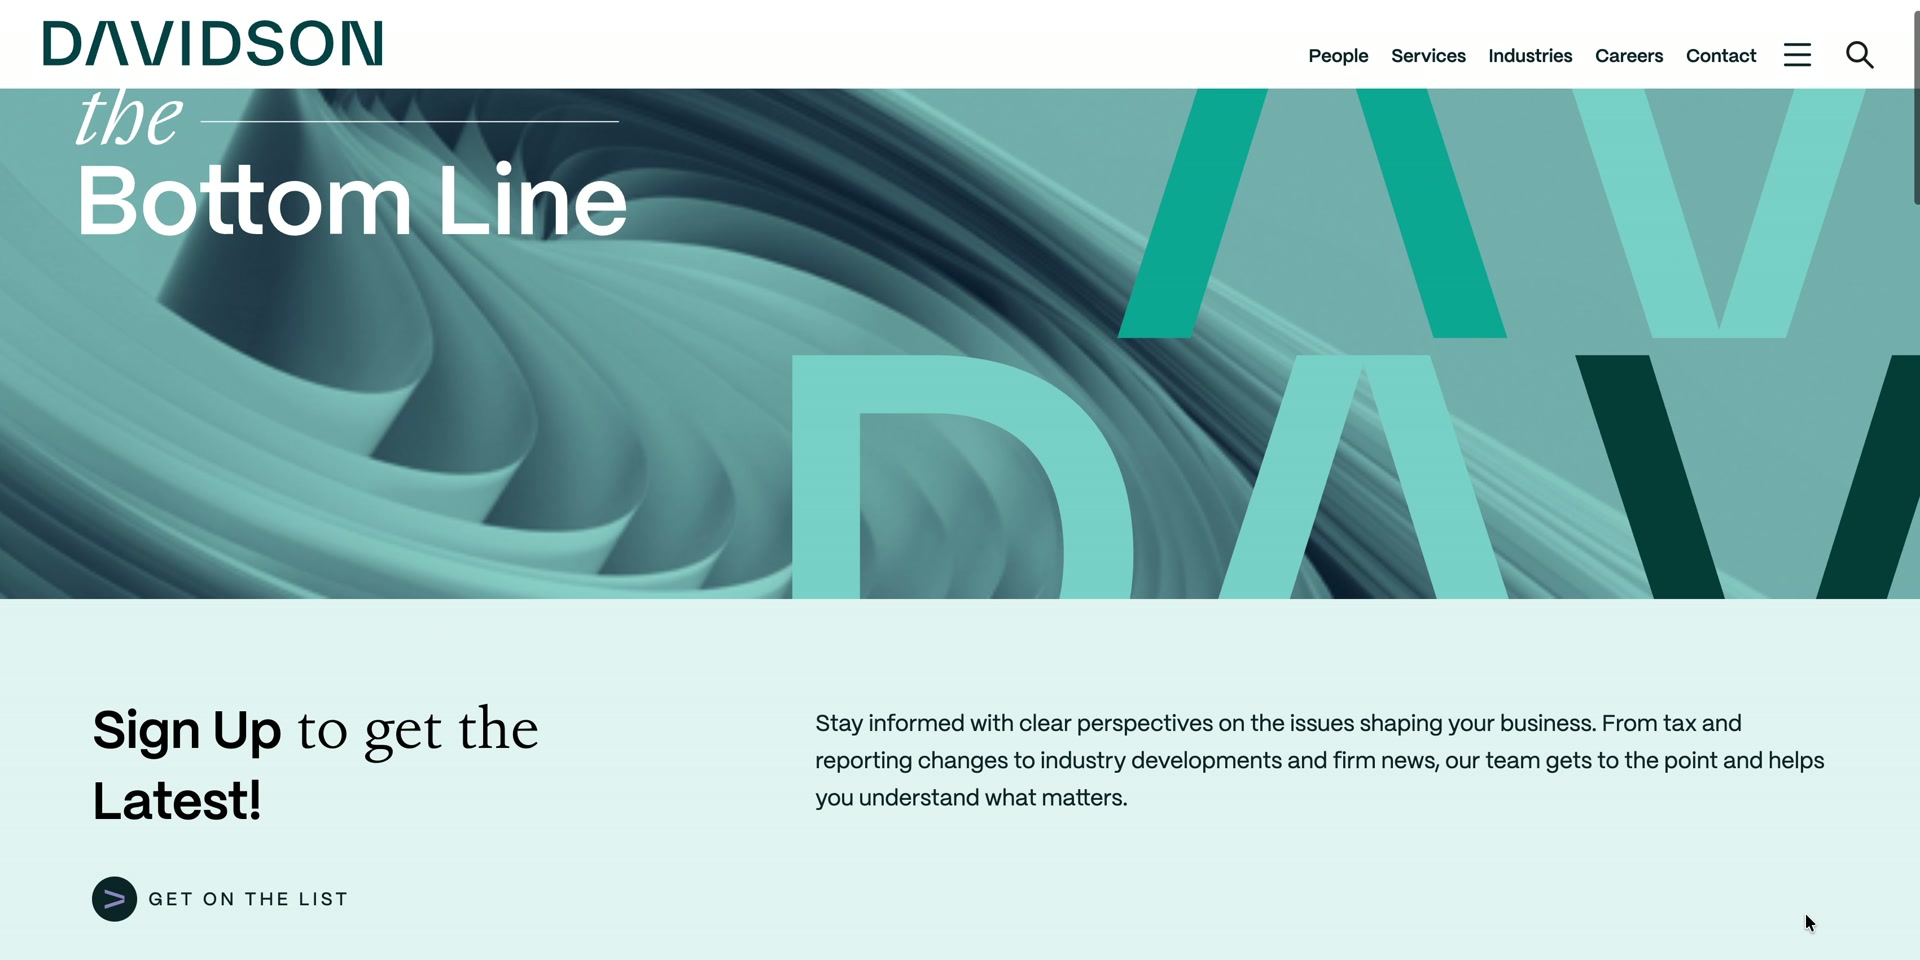 DAVIDSON
People Services Industries Careers Contact
the
Bottom Line
AV
DAV
Sign Up to get the
Latest!
Stay informed with clear perspectives on the issues shaping your business. From tax and
reporting changes to industry developments and firm news, our team gets to the point and helps
you understand what matters.
GET ON THE LIST